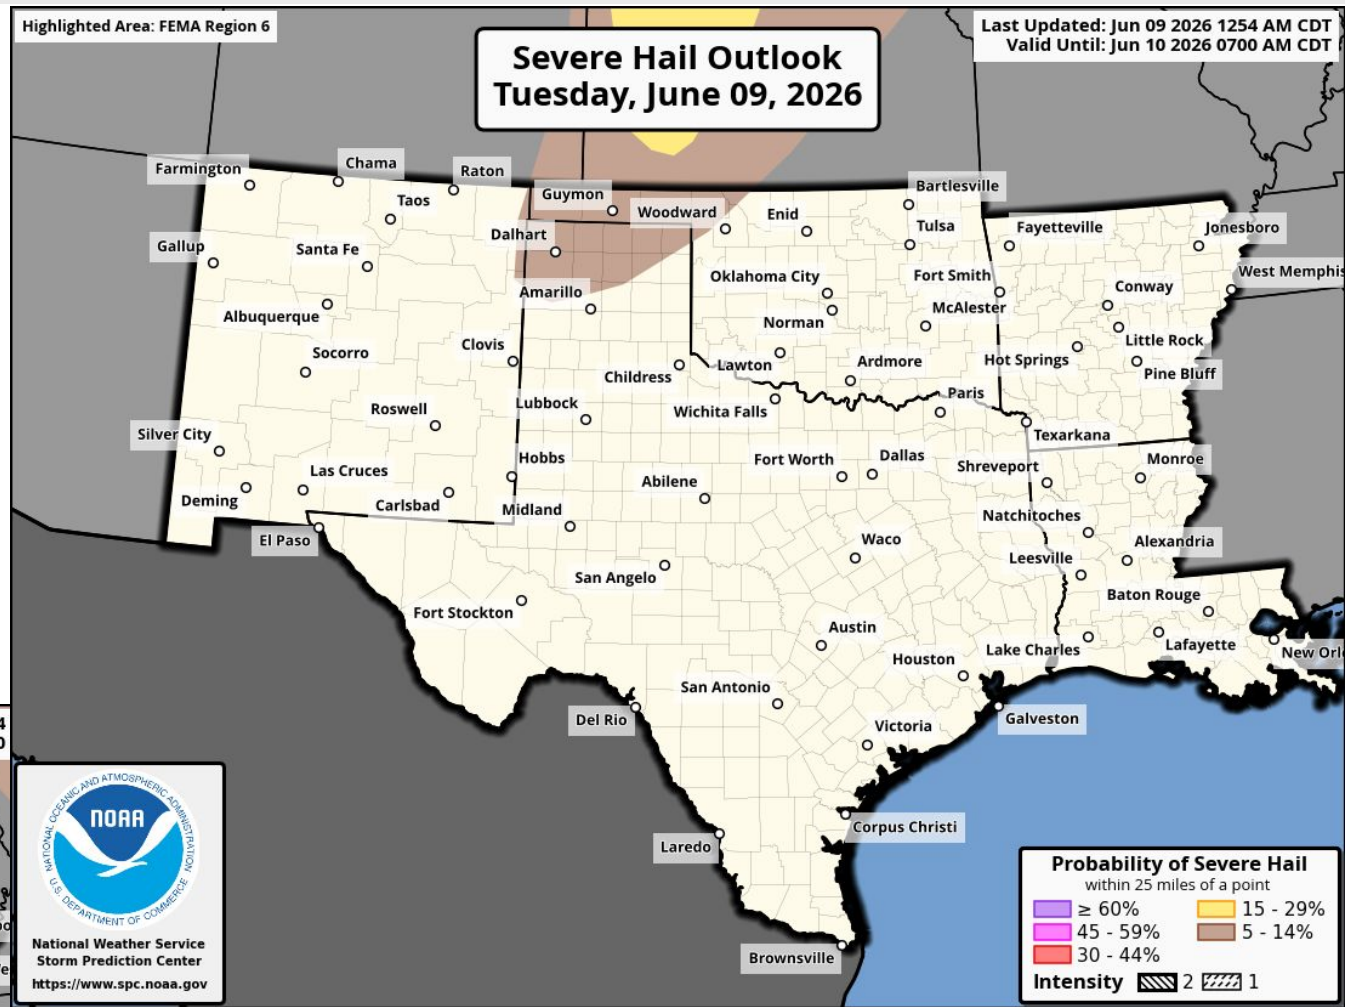 Highlighted Area: FEMA Region 6
Severe Hail Outlook
Tuesday, June 09, 2026
Last Updated: Jun 09 2026 1254 AM CDT
Valid Until: Jun 10 2026 0700 AM CDT
Farmington
Chama
Raton
Taos
Guymon
Woodward
Enid
Bartlesville
Tulsa
Fayetteville
Jonesboro
Gallup
Santa Fe
Dalhart
Amarillo
Oklahoma City
Fort Smith
West Memphis
Albuquerque
Norman
McAlester
Conway
Little Rock
Socorro
Clovis
Childress
Lawton
Ardmore
Hot Springs
Pine Bluff
Roswell
Lubbock
Wichita Falls
Paris
Texarkana
Silver City
Las Cruces
Hobbs
Fort Worth
Dallas
Shreveport
Monroe
Deming
Carlsbad
Midland
Abilene
Natchitoches
El Paso
San Angelo
Waco
Leesville
Alexandria
Fort Stockton
Baton Rouge
Austin
Houston
Lake Charles
Lafayette
New Orl
San Antonio
Del Rio
Victoria
Galveston
Laredo
Corpus Christi
Brownsville
4
0
NATIONAL OCEANIC AND ATMOSPHERIC ADMINISTRATION
NOAA
U.S. DEPARTMENT OF COMMERCE
National Weather Service
Storm Prediction Center
https://www.spc.noaa.gov
Probability of Severe Hail
within 25 miles of a point
≥ 60%
15 - 29%
45 - 59%
5 - 14%
30 - 44%
Intensity
2
1